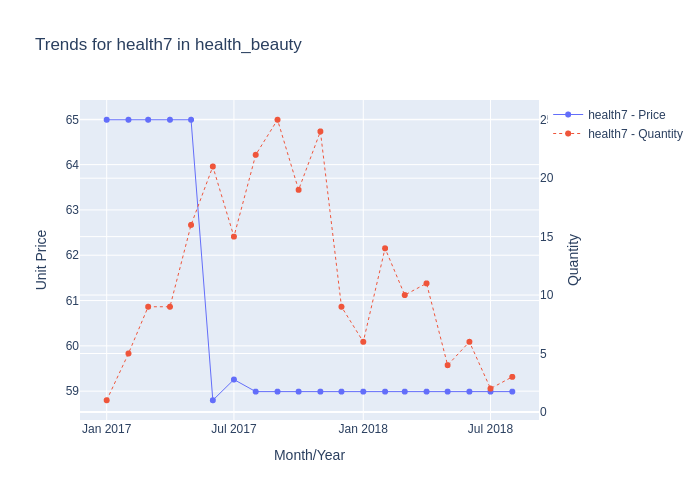 Trends for health7 in health_beauty
health7 - Price
health7 - Quantity
65
64
63
62
61
60
59
Unit Price
25
20
15
10
5
0
Quantity
Jan 2017
Jul 2017
Jan 2018
Jul 2018
Month/Year